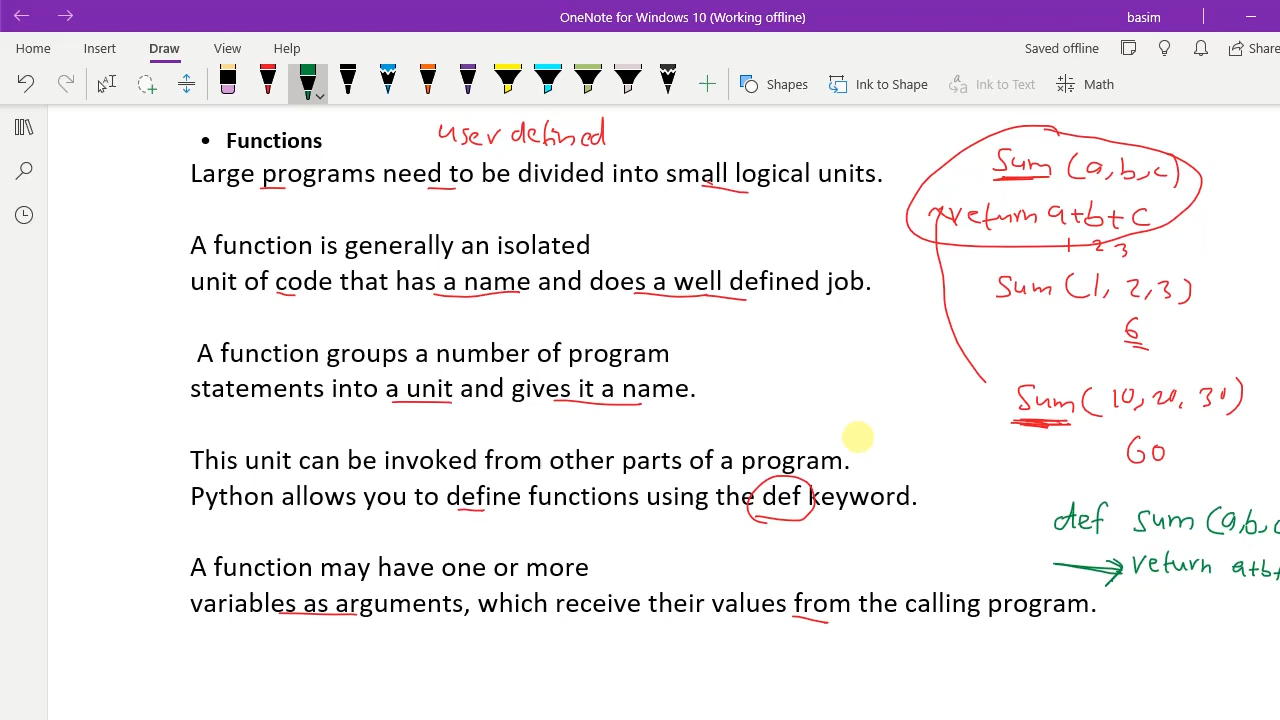 OneNote for Windows 10 (Working offline)
basim
Home Insert Draw View Help
Saved offline
Share
Shapes
Ink to Shape
Ink to Text
Math
• Functions
user defined
Large programs need to be divided into small logical units.
A function is generally an isolated
unit of code that has a name and does a well defined job.
A function groups a number of program
statements into a unit and gives it a name.
This unit can be invoked from other parts of a program.
Python allows you to define functions using the def keyword.
A function may have one or more
variables as arguments, which receive their values from the calling program.
Sum (a,b,c)
return a+b+c
1 2 3
Sum (1, 2, 3)
6
Sum (10, 20, 30)
60
def sum (a,b,c
return a+b+